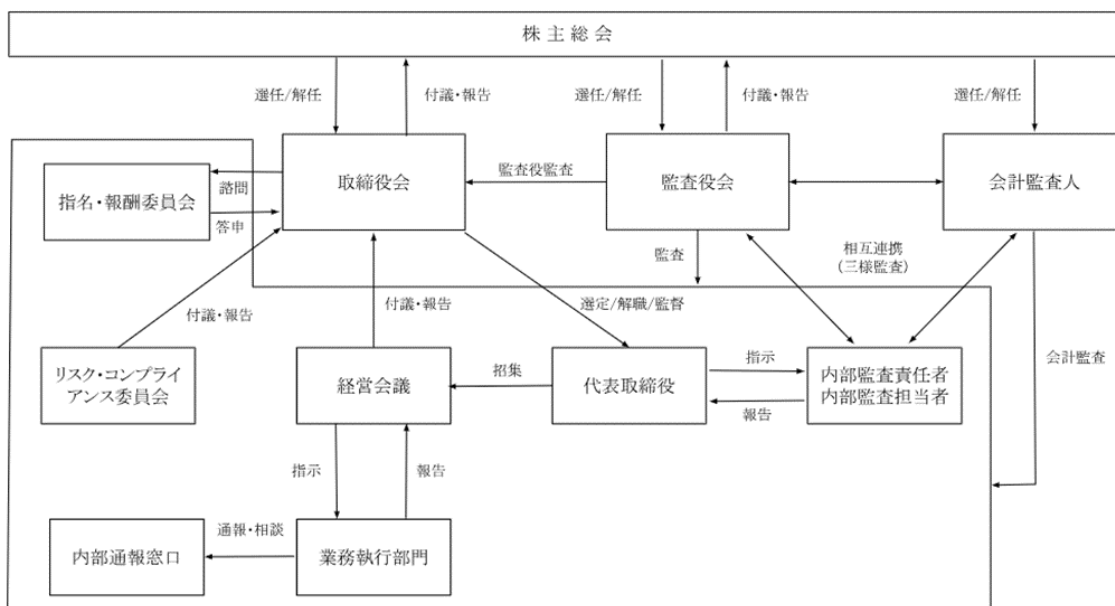 株主総会
選任/解任
付議・報告
選任/解任
付議・報告
選任/解任
指名・報酬委員会
諮問
答申
取締役会
監査役監査
監査役会
会計監査人
監査
相互連携
(三様監査)
付議・報告
付議・報告
選定/解職/監督
会計監査
リスク・コンプライ
アンス委員会
経営会議
招集
代表取締役
指示
報告
内部監査責任者
内部監査担当者
指示
報告
内部通報窓口
通報・相談
業務執行部門